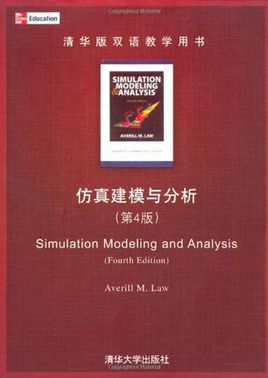 Education
清华版双语教学用书
SIMULATION
MODELING
& ANALYSIS
AVERILL M. LAW
仿真建模与分析
(第4版)
Simulation Modeling and Analysis
(Fourth Edition)
Averill M. Law
清华大学出版社